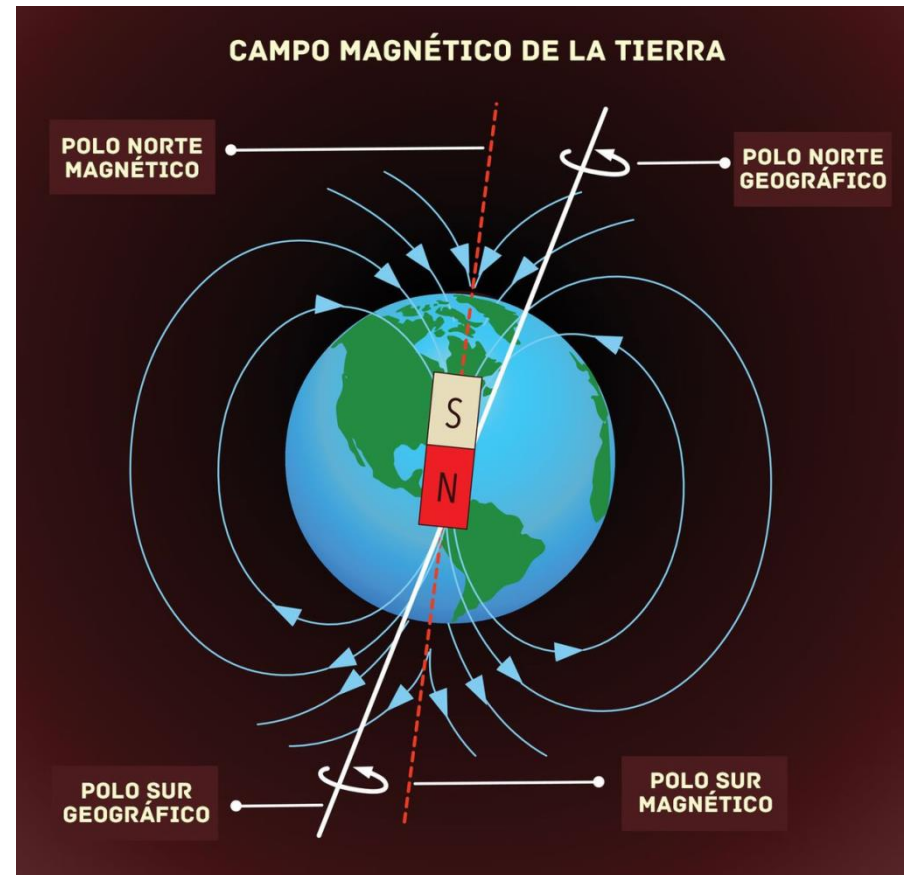 CAMPO MAGNÉTICO DE LA TIERRA
POLO NORTE
MAGNÉTICO
POLO NORTE
GEOGRÁFICO
S
N
POLO SUR
GEOGRÁFICO
POLO SUR
MAGNÉTICO